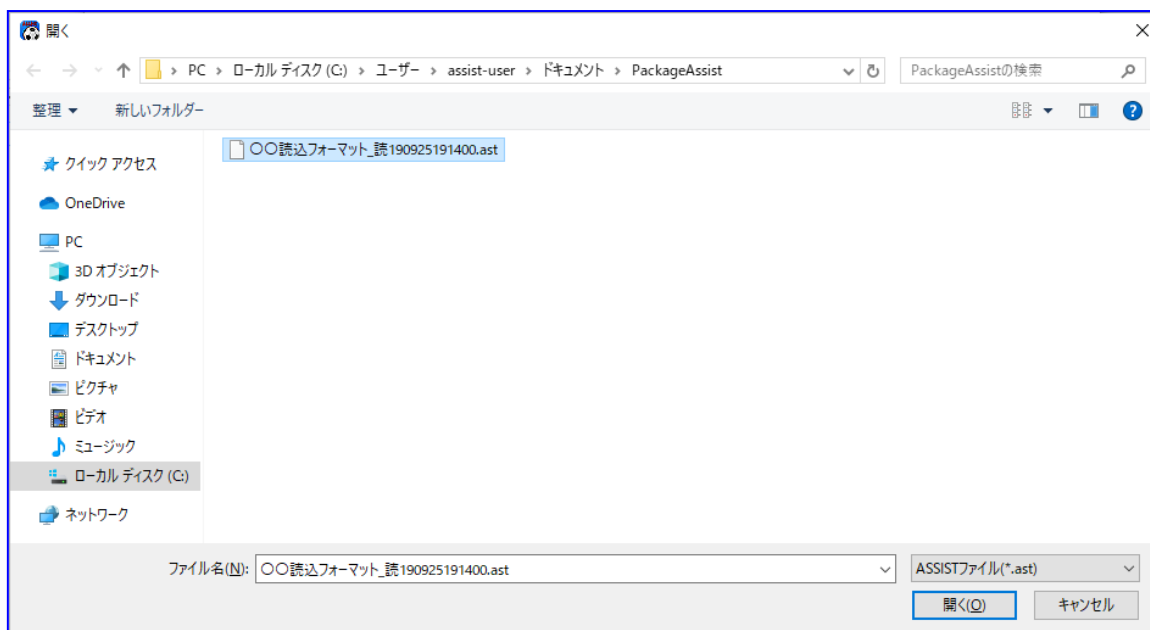 開く
PC › ローカル ディスク (C:) › ユーザー › assist-user › ドキュメント › PackageAssist
PackageAssistの検索
整理 新しいフォルダー
〇〇読込フォーマット_読190925191400.ast
クイック アクセス
OneDrive
PC
3D オブジェクト
ダウンロード
デスクトップ
ドキュメント
ピクチャ
ビデオ
ミュージック
ローカル ディスク (C:)
ネットワーク
ファイル名(N): 〇〇読込フォーマット_読190925191400.ast
ASSISTファイル(*.ast)
開く(O) キャンセル